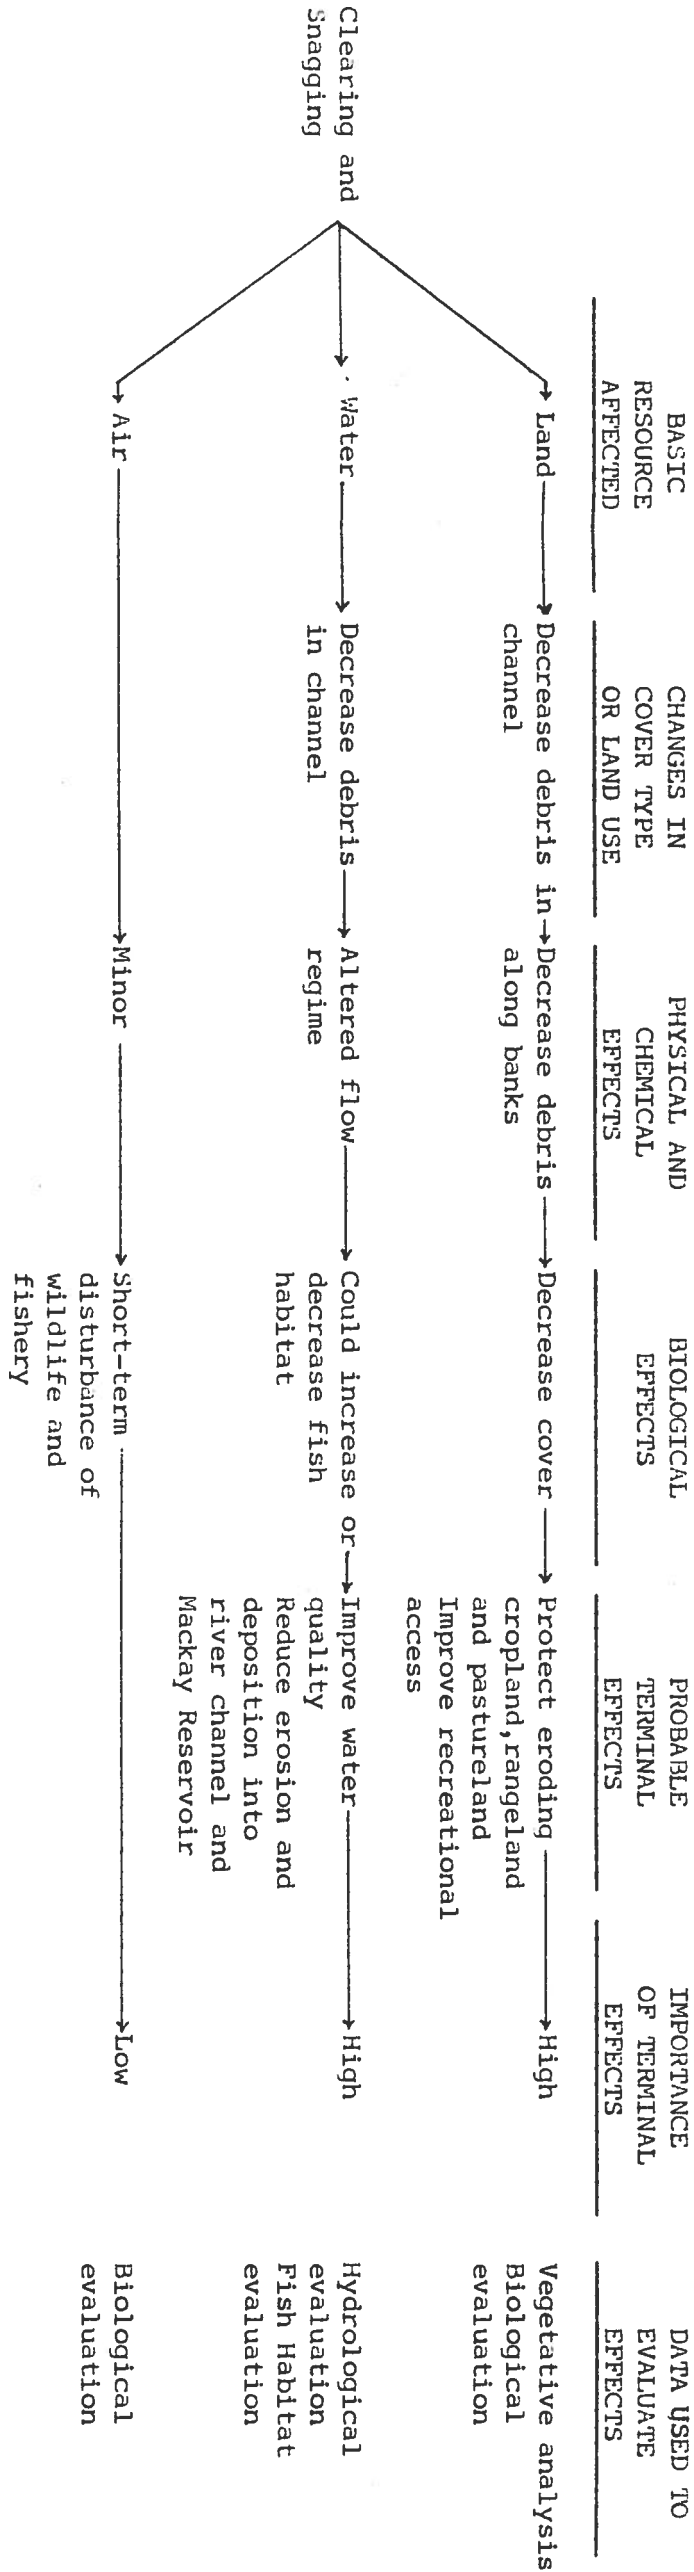 BASIC
RESOURCE
AFFECTED
CHANGES IN
COVER TYPE
OR LAND USE
PHYSICAL AND
CHEMICAL
EFFECTS
BIOLOGICAL
EFFECTS
PROBABLE
TERMINAL
EFFECTS
IMPORTANCE
OF TERMINAL
EFFECTS
DATA USED TO
EVALUATE
EFFECTS
Clearing and
Snagging
Land
Decrease debris in
channel
Decrease debris
along banks
Decrease cover
Protect eroding
cropland,rangeland
and pastureland
Improve recreational
access
High
Vegetative analysis
Biological
evaluation
Water
Decrease debris
in channel
Altered flow
regime
Could increase or
decrease fish
habitat
Improve water
quality
Reduce erosion and
deposition into
river channel and
Mackay Reservoir
High
Hydrological
evaluation
Fish Habitat
evaluation
Air
Minor
Short-term
disturbance of
wildlife and
fishery
Low
Biological
evaluation